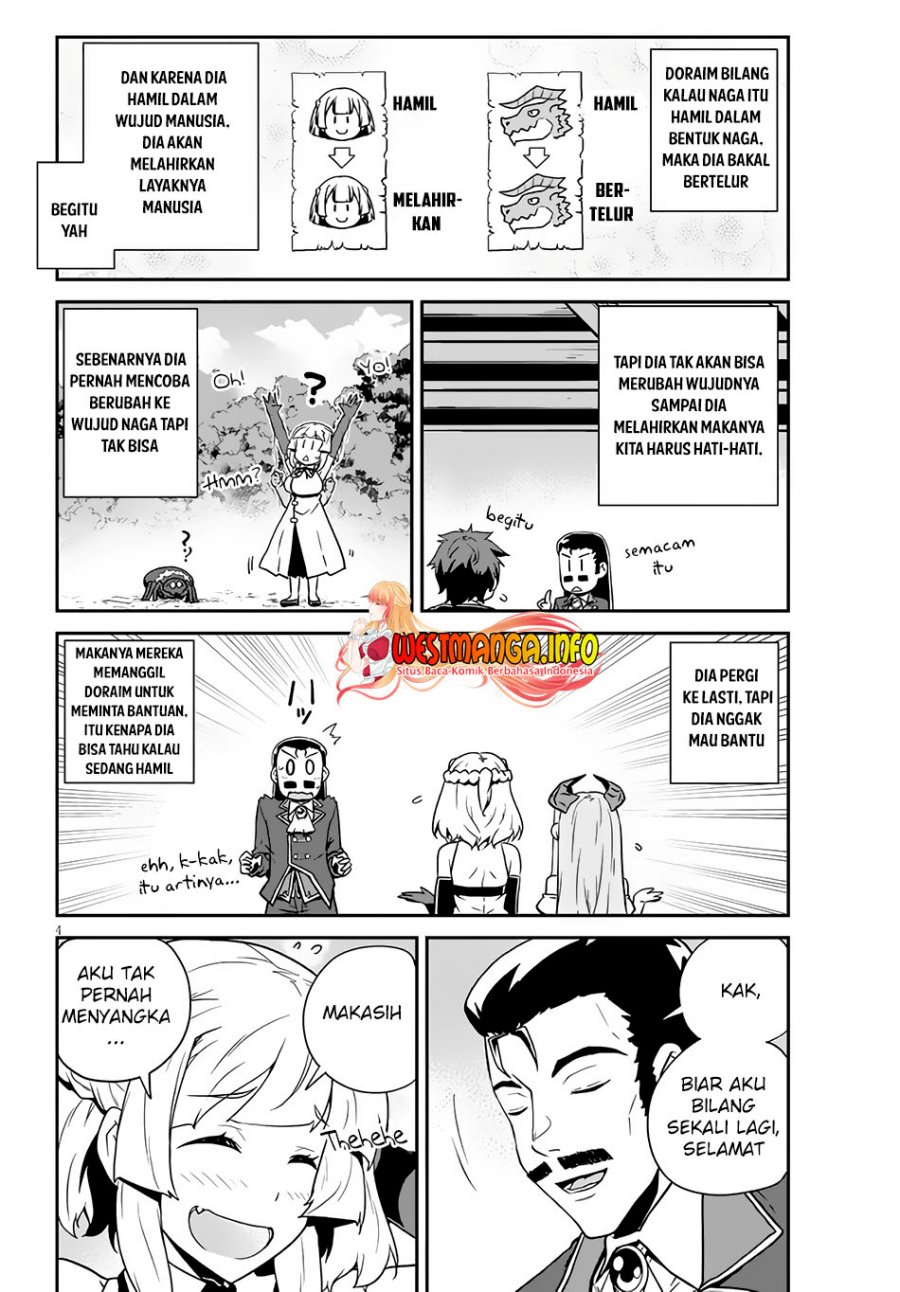 DORAIM BILANG
KALAU NAGA ITU
HAMIL DALAM
BENTUK NAGA,
MAKA DIA BAKAL
BERTELUR
HAMIL
BER-
TELUR
HAMIL
MELAHIR-
KAN
DAN KARENA DIA
HAMIL DALAM
WUJUD MANUSIA,
DIA AKAN
MELAHIRKAN
LAYAKNYA
MANUSIA
BEGITU
YAH
TAPI DIA TAK AKAN BISA
MERUBAH WUJUDNYA
SAMPAI DIA
MELAHIRKAN MAKANYA
KITA HARUS HATI-HATI.
begitu
semacam
itu
SEBENARNYA DIA
PERNAH MENCOBA
BERUBAH KE
WUJUD NAGA TAPI
TAK BISA
Yo!
?
Oh!
Hmm?
?
WESTMANGA.INFO
Situs Baca Komik Berbahasa Indonesia
DIA PERGI
KE LASTI, TAPI
DIA NGGAK
MAU BANTU
MAKANYA MEREKA
MEMANGGIL
DORAIM UNTUK
MEMINTA BANTUAN.
ITU KENAPA DIA
BISA TAHU KALAU
SEDANG HAMIL
ハッ
ehh, k-kak,
itu artinya...
4
KAK,
BIAR AKU
BILANG
SEKALI LAGI,
SELAMAT
MAKASIH
Thehehe
AKU TAK
PERNAH
MENYANGKA
...